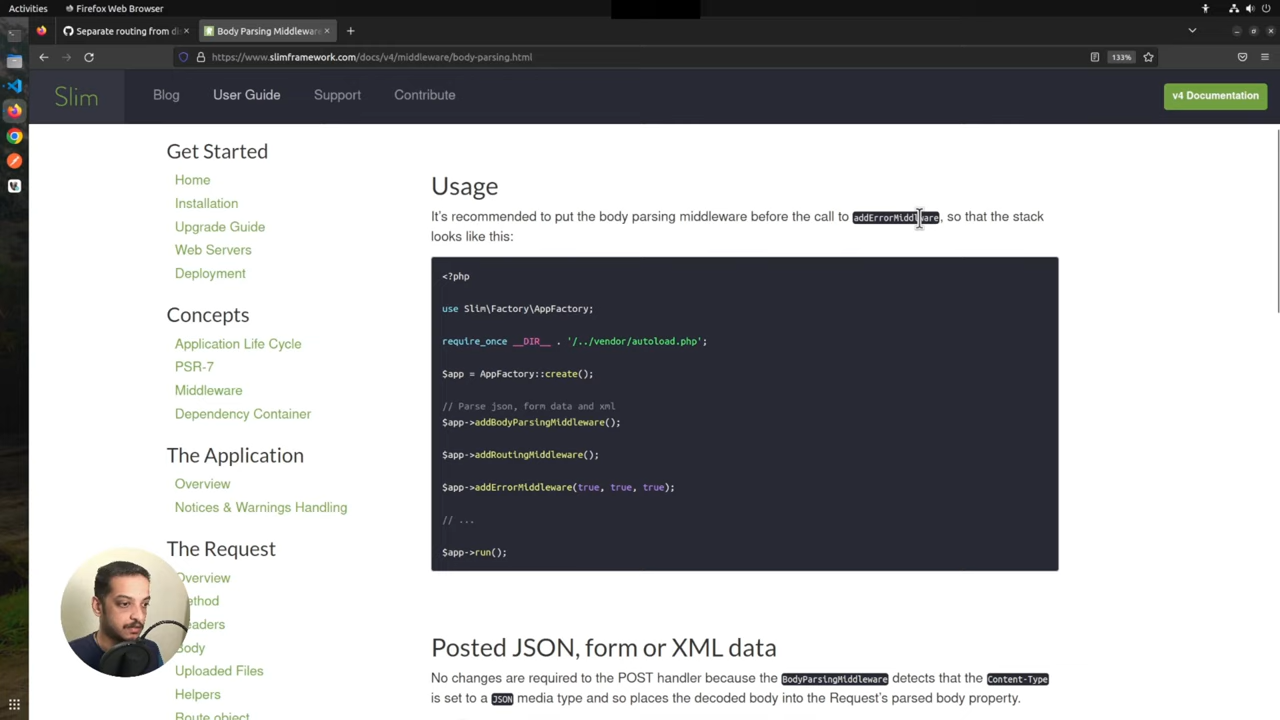 Activities
Firefox Web Browser
Separate routing from di
Body Parsing Middleware
https://www.slimframework.com/docs/v4/middleware/body-parsing.html
133%
Slim
Blog
User Guide
Support
Contribute
v4 Documentation
Get Started
Home
Installation
Upgrade Guide
Web Servers
Deployment
Concepts
Application Life Cycle
PSR-7
Middleware
Dependency Container
The Application
Overview
Notices & Warnings Handling
The Request
Overview
ethod
eaders
Body
Uploaded Files
Helpers
Route object
Usage
It's recommended to put the body parsing middleware before the call to addErrorMiddleware, so that the stack
looks like this:
<?php
use Slim\Factory\AppFactory;
require_once __DIR__ . '/../vendor/autoload.php';
$app = AppFactory::create();
// Parse json, form data and xml
$app->addBodyParsingMiddleware();
$app->addRoutingMiddleware();
$app->addErrorMiddleware(true, true, true);
// ...
$app->run();
Posted JSON, form or XML data
No changes are required to the POST handler because the BodyParsingMiddleware detects that the Content-Type
is set to a JSON media type and so places the decoded body into the Request's parsed body property.